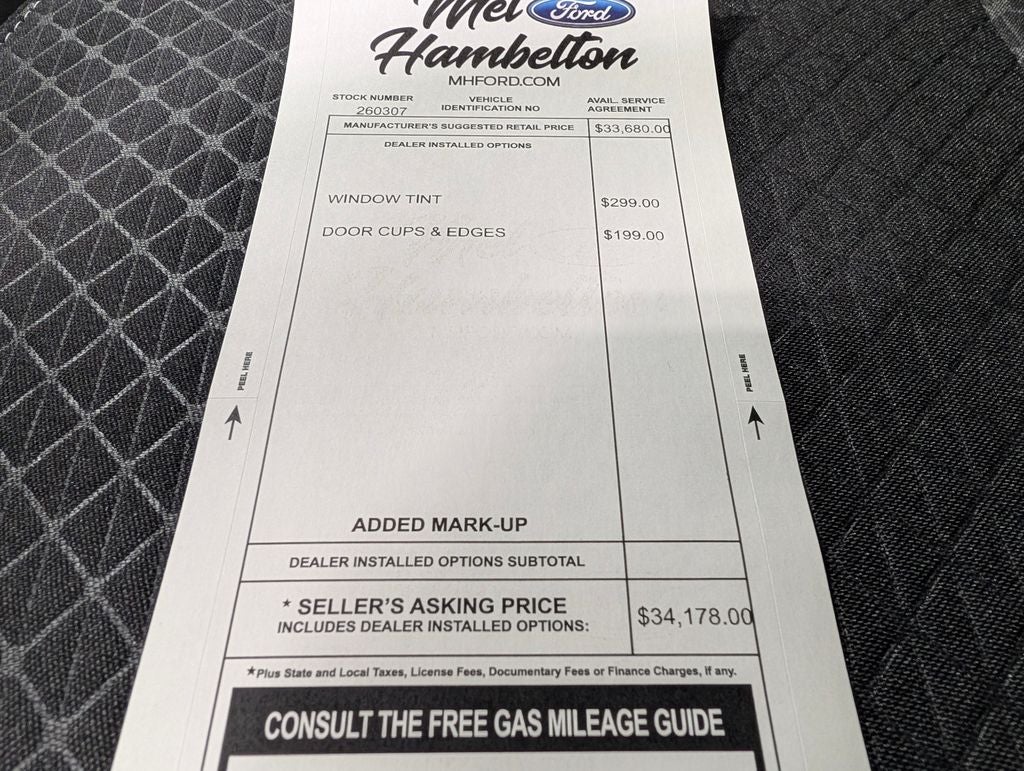 Mel Ford
Hambelton
MHFORD.COM
STOCK NUMBER
260307
VEHICLE
IDENTIFICATION NO
AVAIL. SERVICE
AGREEMENT
MANUFACTURER'S SUGGESTED RETAIL PRICE $33,680.00
DEALER INSTALLED OPTIONS
WINDOW TINT $299.00
DOOR CUPS & EDGES $199.00
PEEL HERE
PEEL HERE
ADDED MARK-UP
DEALER INSTALLED OPTIONS SUBTOTAL
* SELLER'S ASKING PRICE
INCLUDES DEALER INSTALLED OPTIONS: $34,178.00
*Plus State and Local Taxes, License Fees, Documentary Fees or Finance Charges, If any.
CONSULT THE FREE GAS MILEAGE GUIDE